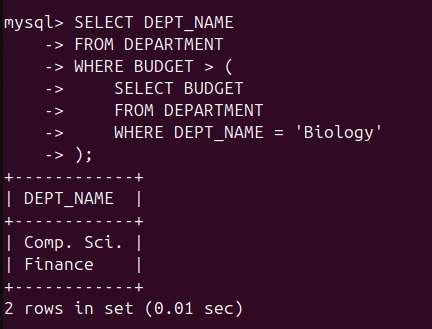 mysql> SELECT DEPT_NAME
    -> FROM DEPARTMENT
    -> WHERE BUDGET > (
    ->     SELECT BUDGET
    ->     FROM DEPARTMENT
    ->     WHERE DEPT_NAME = 'Biology'
    -> );
+------------+
| DEPT_NAME  |
+------------+
| Comp. Sci. |
| Finance    |
+------------+
2 rows in set (0.01 sec)